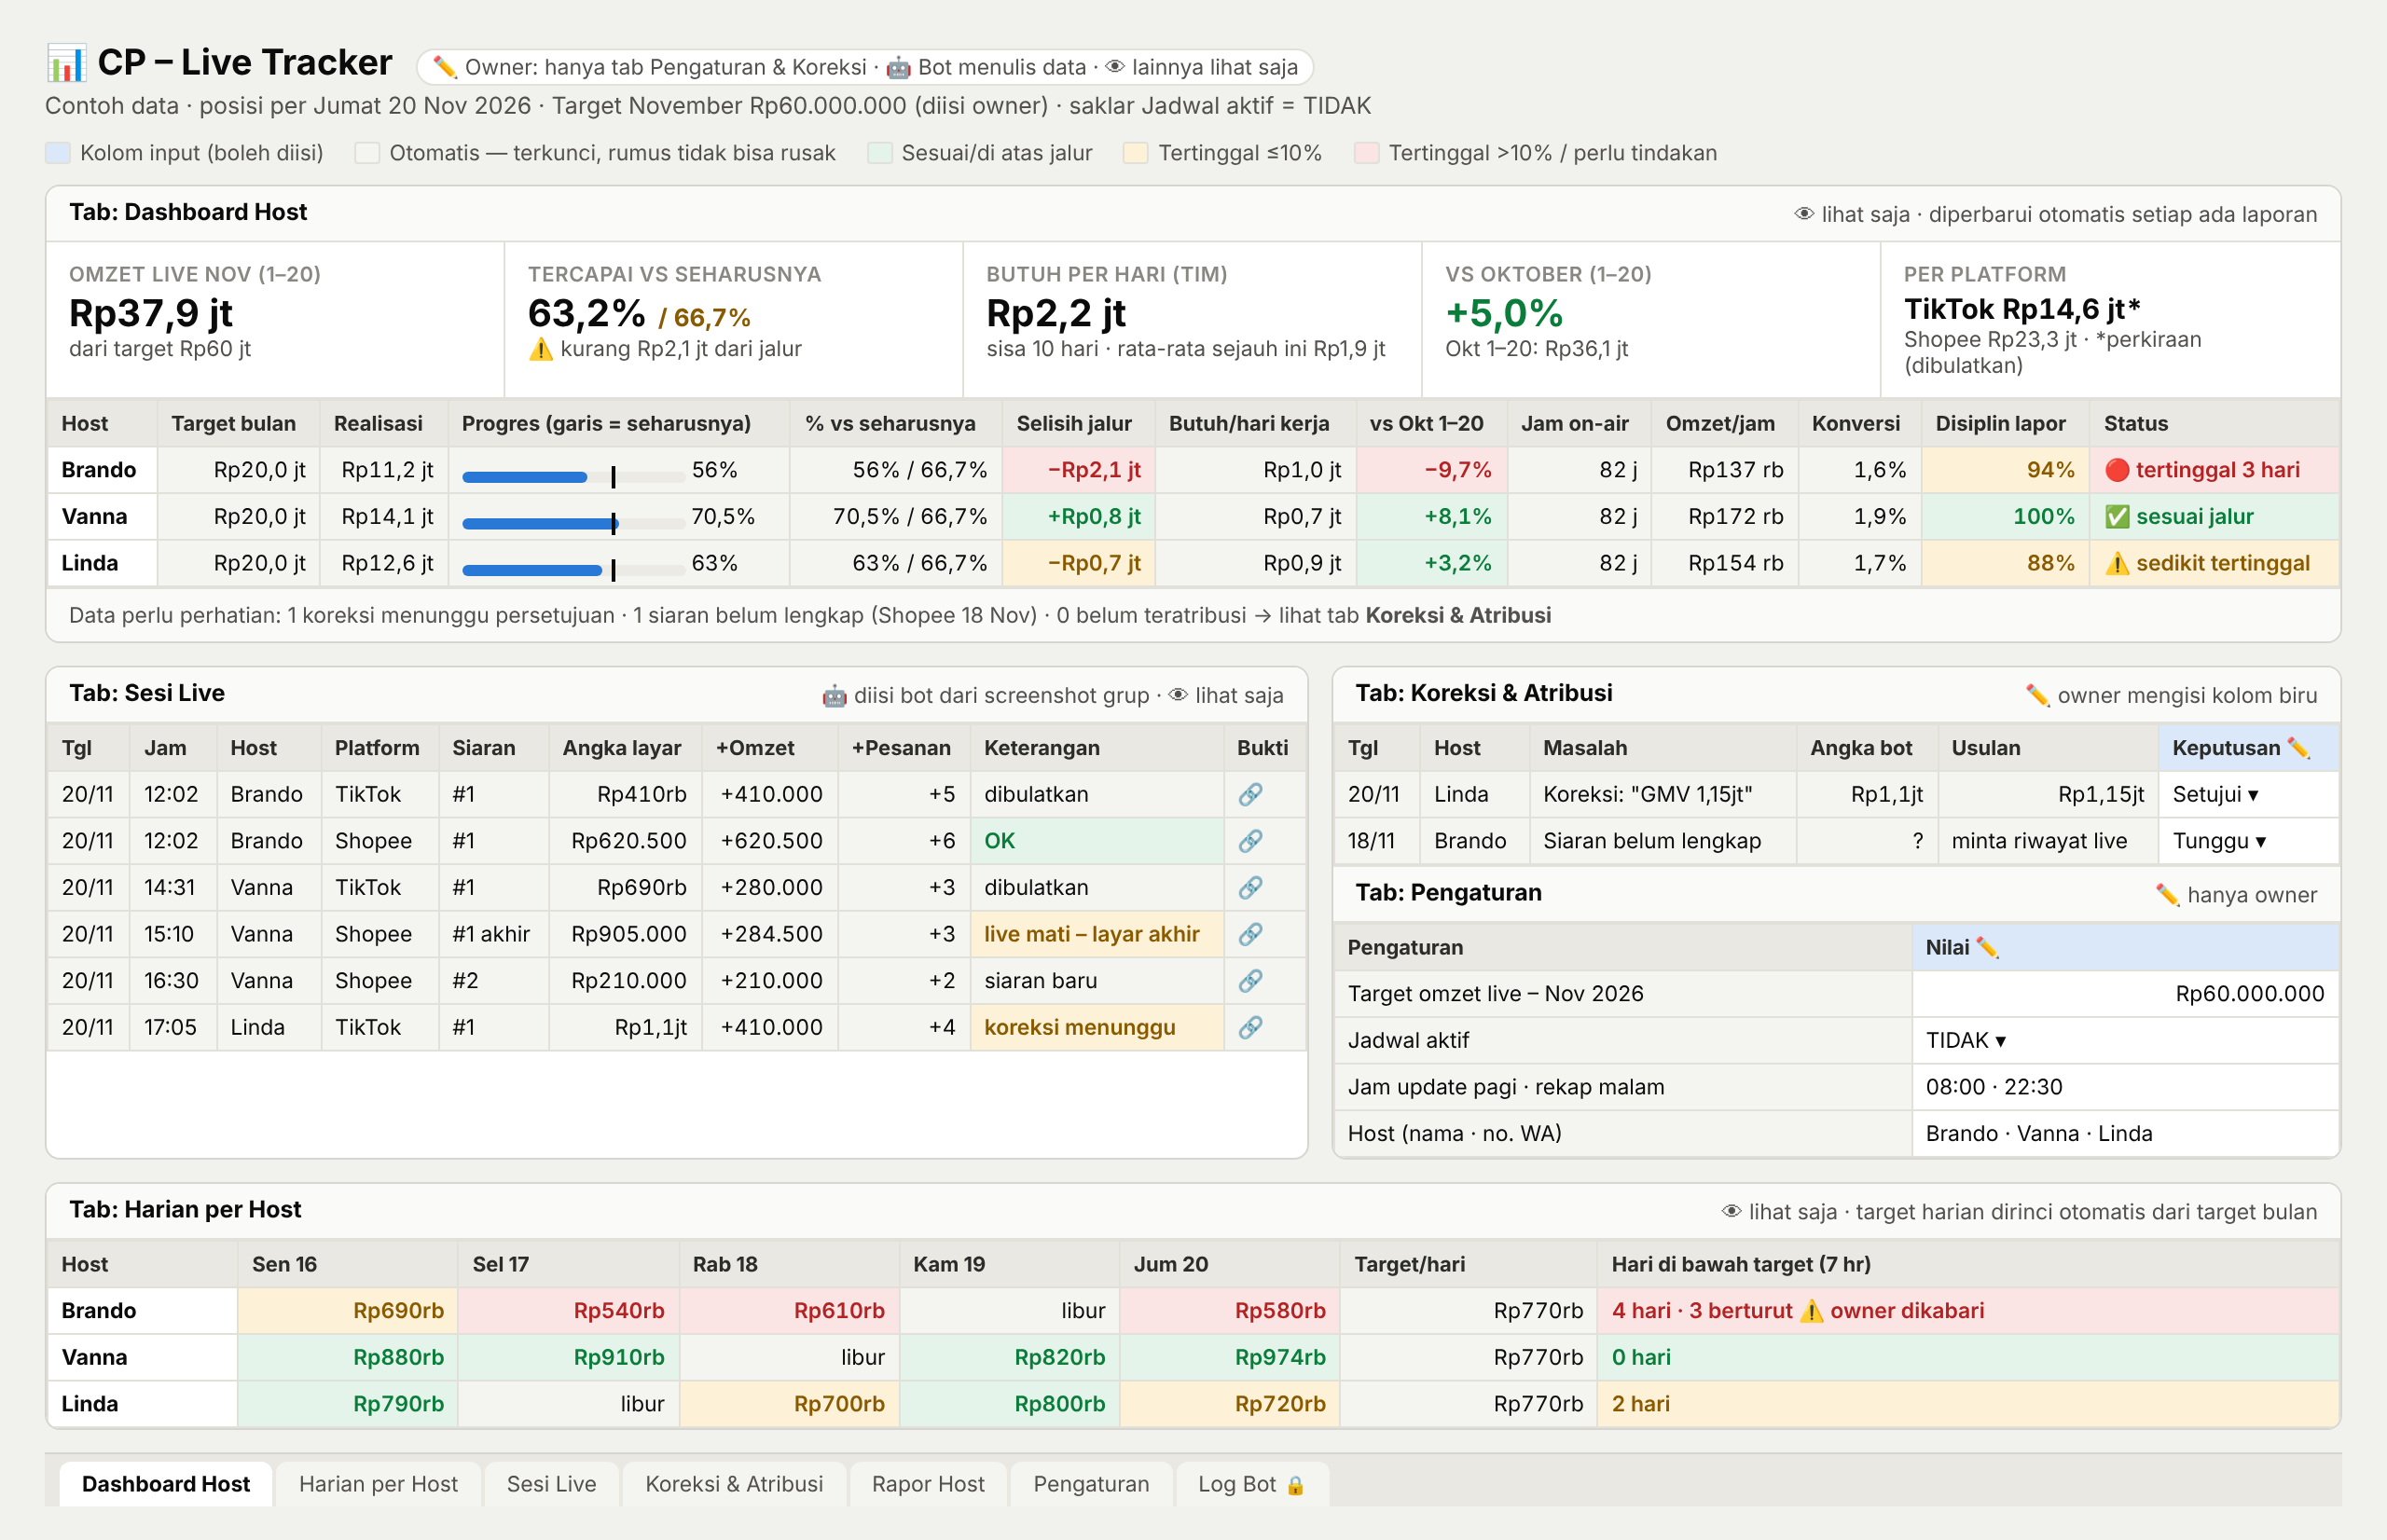 📊 CP – Live Tracker ✏️ Owner: hanya tab Pengaturan & Koreksi · 🤖 Bot menulis data · 👁 lainnya lihat saja
Contoh data · posisi per Jumat 20 Nov 2026 · Target November Rp60.000.000 (diisi owner) · saklar Jadwal aktif = TIDAK
Kolom input (boleh diisi) Otomatis — terkunci, rumus tidak bisa rusak Sesuai/di atas jalur Tertinggal ≤10% Tertinggal >10% / perlu tindakan
Tab: Dashboard Host 👁 lihat saja · diperbarui otomatis setiap ada laporan
OMZET LIVE NOV (1–20)
Rp37,9 jt
dari target Rp60 jt
TERCAPAI VS SEHARUSNYA
63,2% / 66,7%
⚠️ kurang Rp2,1 jt dari jalur
BUTUH PER HARI (TIM)
Rp2,2 jt
sisa 10 hari · rata-rata sejauh ini Rp1,9 jt
VS OKTOBER (1–20)
+5,0%
Okt 1–20: Rp36,1 jt
PER PLATFORM
TikTok Rp14,6 jt*
Shopee Rp23,3 jt · *perkiraan
(dibulatkan)
Host Target bulan Realisasi Progres (garis = seharusnya) % vs seharusnya Selisih jalur Butuh/hari kerja vs Okt 1–20 Jam on-air Omzet/jam Konversi Disiplin lapor Status
Brando Rp20,0 jt Rp11,2 jt 56% 56% / 66,7% −Rp2,1 jt Rp1,0 jt −9,7% 82 j Rp137 rb 1,6% 94% 🔴 tertinggal 3 hari
Vanna Rp20,0 jt Rp14,1 jt 70,5% 70,5% / 66,7% +Rp0,8 jt Rp0,7 jt +8,1% 82 j Rp172 rb 1,9% 100% ✅ sesuai jalur
Linda Rp20,0 jt Rp12,6 jt 63% 63% / 66,7% −Rp0,7 jt Rp0,9 jt +3,2% 82 j Rp154 rb 1,7% 88% ⚠️ sedikit tertinggal
Data perlu perhatian: 1 koreksi menunggu persetujuan · 1 siaran belum lengkap (Shopee 18 Nov) · 0 belum teratribusi → lihat tab Koreksi & Atribusi
Tab: Sesi Live 🤖 diisi bot dari screenshot grup · 👁 lihat saja
Tgl Jam Host Platform Siaran Angka layar +Omzet +Pesanan Keterangan Bukti
20/11 12:02 Brando TikTok #1 Rp410rb +410.000 +5 dibulatkan 🔗
20/11 12:02 Brando Shopee #1 Rp620.500 +620.500 +6 OK 🔗
20/11 14:31 Vanna TikTok #1 Rp690rb +280.000 +3 dibulatkan 🔗
20/11 15:10 Vanna Shopee #1 akhir Rp905.000 +284.500 +3 live mati – layar akhir 🔗
20/11 16:30 Vanna Shopee #2 Rp210.000 +210.000 +2 siaran baru 🔗
20/11 17:05 Linda TikTok #1 Rp1,1jt +410.000 +4 koreksi menunggu 🔗
Tab: Koreksi & Atribusi ✏️ owner mengisi kolom biru
Tgl Host Masalah Angka bot Usulan Keputusan ✏️
20/11 Linda Koreksi: "GMV 1,15jt" Rp1,1jt Rp1,15jt Setujui ▾
18/11 Brando Siaran belum lengkap ? minta riwayat live Tunggu ▾
Tab: Pengaturan ✏️ hanya owner
Pengaturan Nilai ✏️
Target omzet live – Nov 2026 Rp60.000.000
Jadwal aktif TIDAK ▾
Jam update pagi · rekap malam 08:00 · 22:30
Host (nama · no. WA) Brando · Vanna · Linda
Tab: Harian per Host 👁 lihat saja · target harian dirinci otomatis dari target bulan
Host Sen 16 Sel 17 Rab 18 Kam 19 Jum 20 Target/hari Hari di bawah target (7 hr)
Brando Rp690rb Rp540rb Rp610rb libur Rp580rb Rp770rb 4 hari · 3 berturut ⚠️ owner dikabari
Vanna Rp880rb Rp910rb libur Rp820rb Rp974rb Rp770rb 0 hari
Linda Rp790rb libur Rp700rb Rp800rb Rp720rb Rp770rb 2 hari
Dashboard Host Harian per Host Sesi Live Koreksi & Atribusi Rapor Host Pengaturan Log Bot 🔒